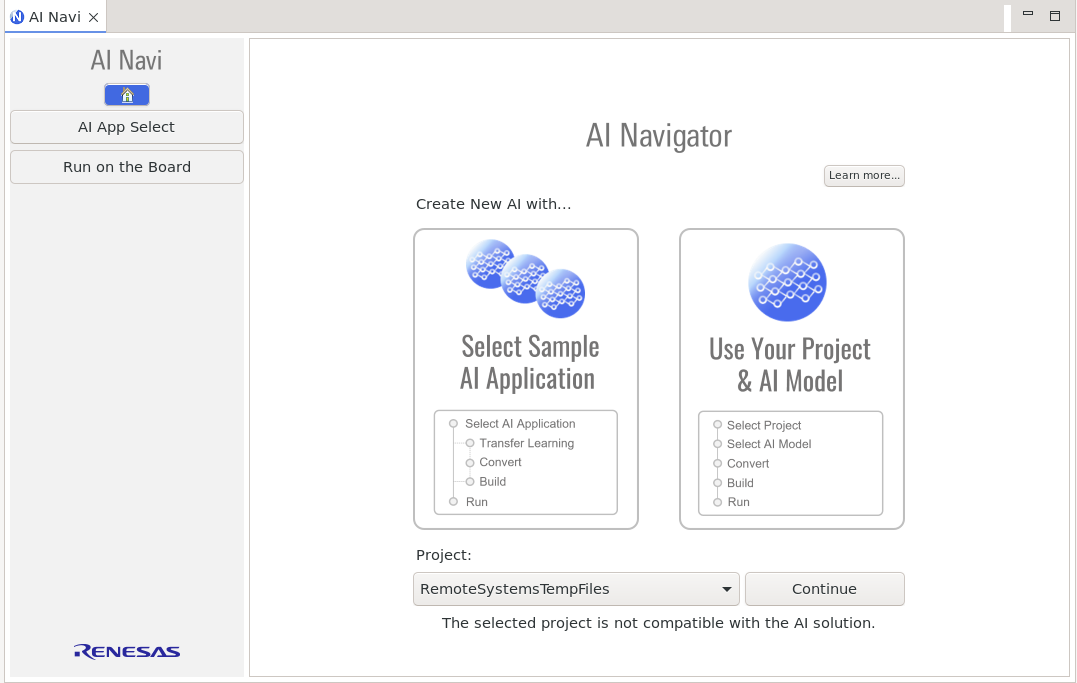 AI Navi
AI Navi
AI App Select
Run on the Board
RENESAS
AI Navigator
Learn more...
Create New AI with...
Select Sample
AI Application
Select AI Application
Transfer Learning
Convert
Build
Run
Use Your Project
& AI Model
Select Project
Select AI Model
Convert
Build
Run
Project:
RemoteSystemsTempFiles
Continue
The selected project is not compatible with the AI solution.